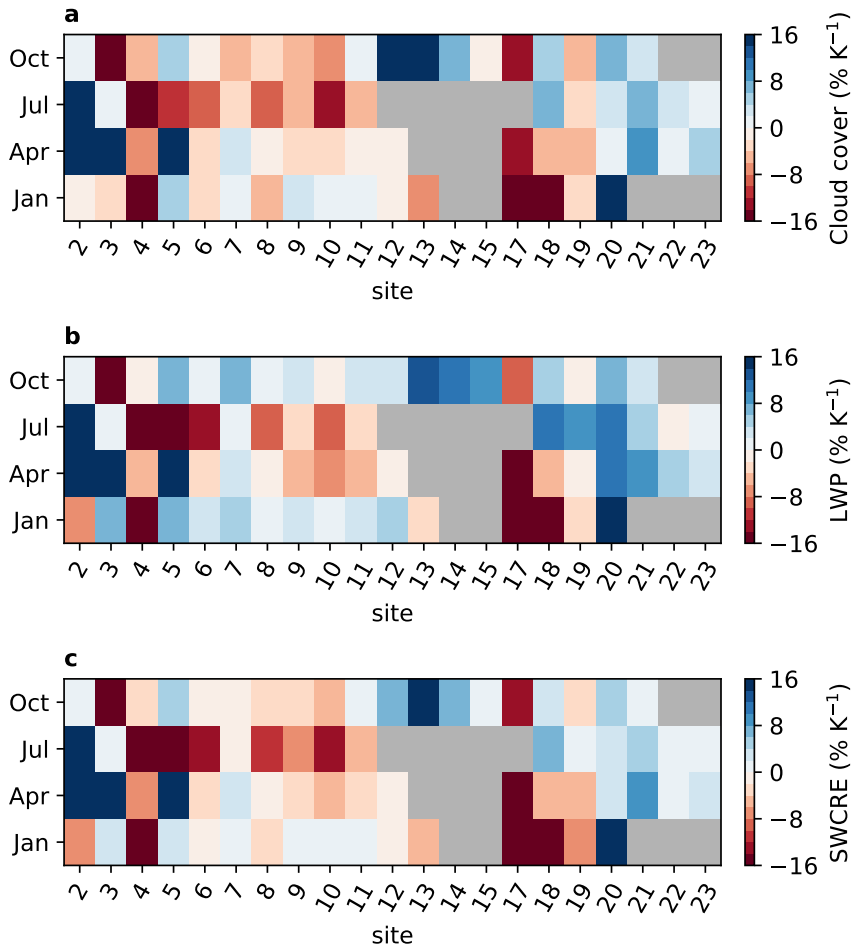 a
Oct
Jul
Apr
Jan
2 3 4 5 6 7 8 9 10 11 12 13 14 15 17 18 19 20 21 22 23
site
16
8
0
−8
−16
Cloud cover (% K⁻¹)
b
Oct
Jul
Apr
Jan
2 3 4 5 6 7 8 9 10 11 12 13 14 15 17 18 19 20 21 22 23
site
16
8
0
−8
−16
LWP (% K⁻¹)
c
Oct
Jul
Apr
Jan
2 3 4 5 6 7 8 9 10 11 12 13 14 15 17 18 19 20 21 22 23
site
16
8
0
−8
−16
SWCRE (% K⁻¹)